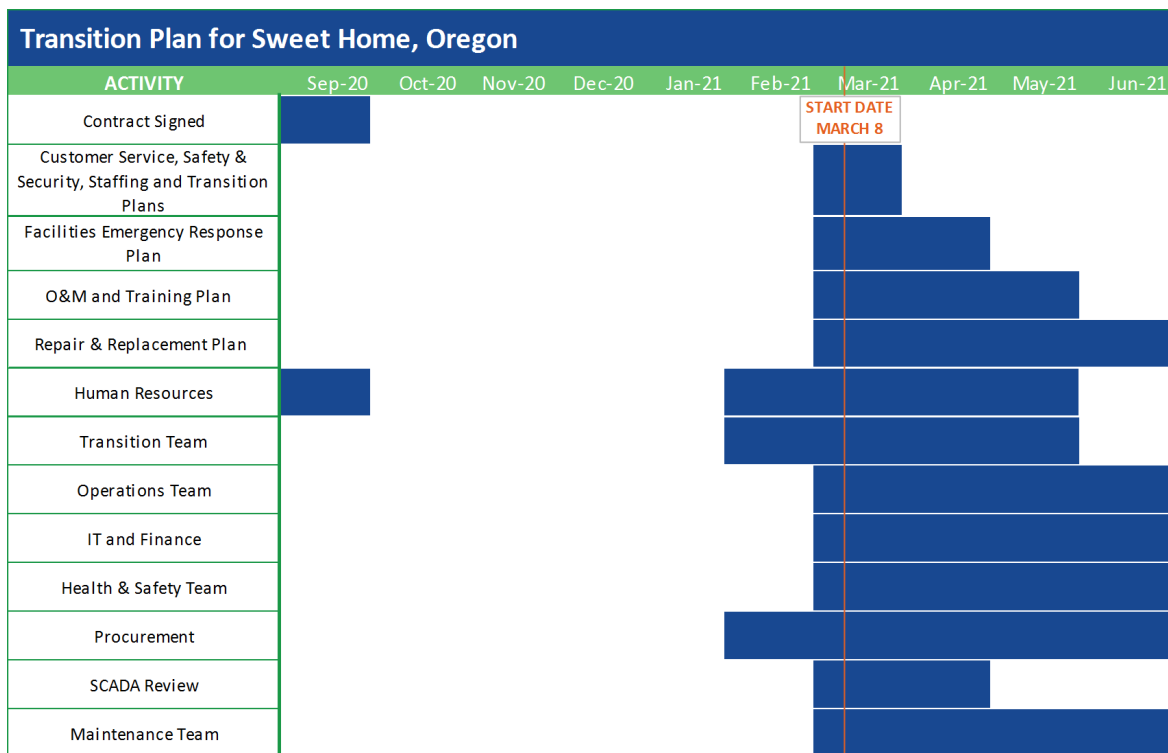 Transition Plan for Sweet Home, Oregon
ACTIVITY Sep-20 Oct-20 Nov-20 Dec-20 Jan-21 Feb-21 Mar-21 Apr-21 May-21 Jun-21
START DATE
MARCH 8
Contract Signed
Customer Service, Safety &
Security, Staffing and Transition
Plans
Facilities Emergency Response
Plan
O&M and Training Plan
Repair & Replacement Plan
Human Resources
Transition Team
Operations Team
IT and Finance
Health & Safety Team
Procurement
SCADA Review
Maintenance Team